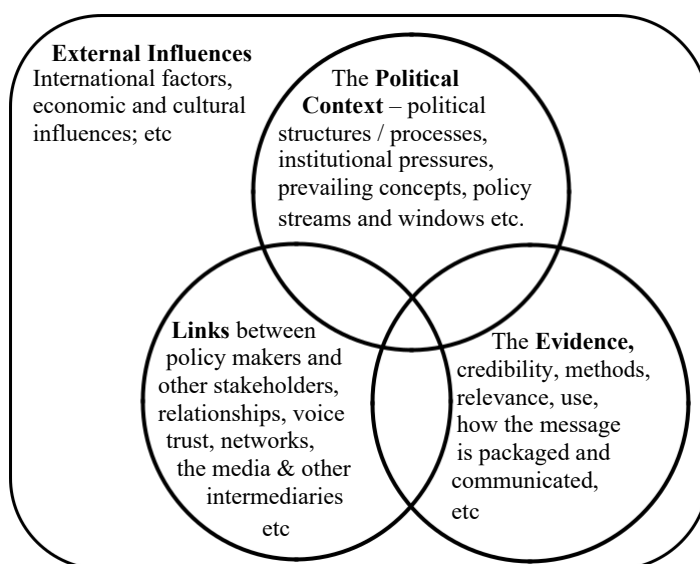 External Influences
International factors,
economic and cultural
influences; etc
The Political
Context – political
structures / processes,
institutional pressures,
prevailing concepts, policy
streams and windows etc.
Links between
policy makers and
other stakeholders,
relationships, voice
trust, networks,
the media & other
intermediaries
etc
The Evidence,
credibility, methods,
relevance, use,
how the message
is packaged and
communicated,
etc